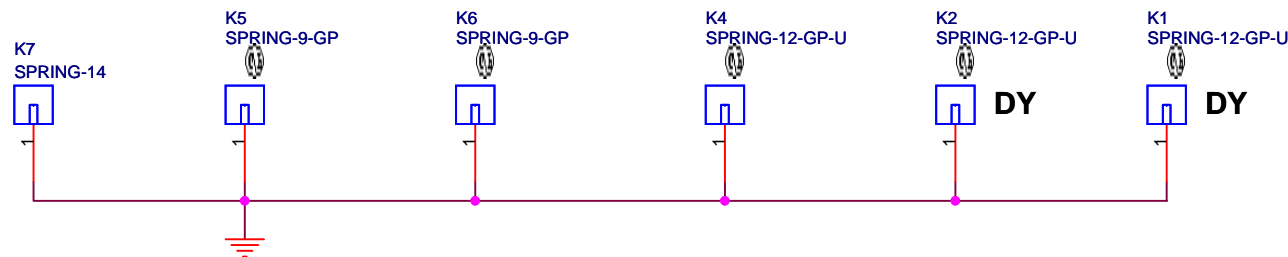 K7
SPRING-14
1
K5
SPRING-9-GP
1
K6
SPRING-9-GP
1
K4
SPRING-12-GP-U
1
K2
SPRING-12-GP-U
DY
1
K1
SPRING-12-GP-U
DY
1